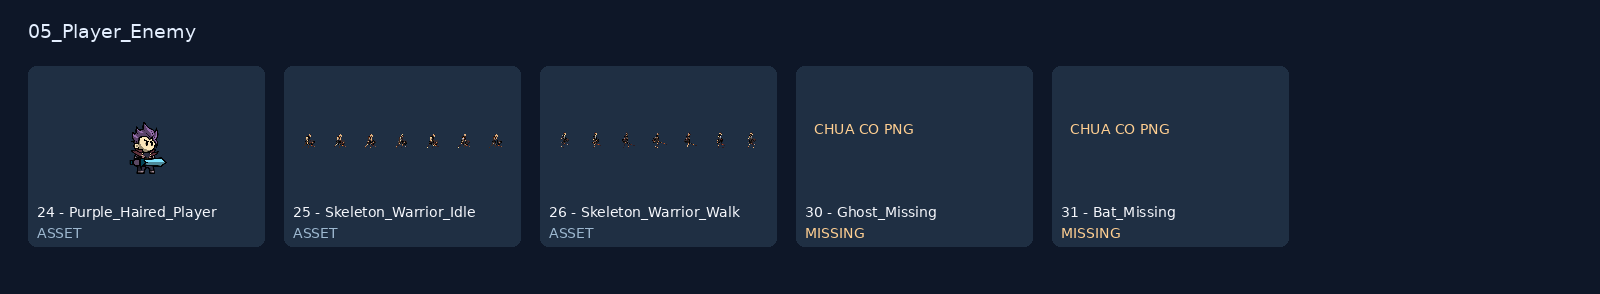 05_Player_Enemy
24 - Purple_Haired_Player
ASSET
25 - Skeleton_Warrior_Idle
ASSET
26 - Skeleton_Warrior_Walk
ASSET
CHUA CO PNG
30 - Ghost_Missing
MISSING
CHUA CO PNG
31 - Bat_Missing
MISSING